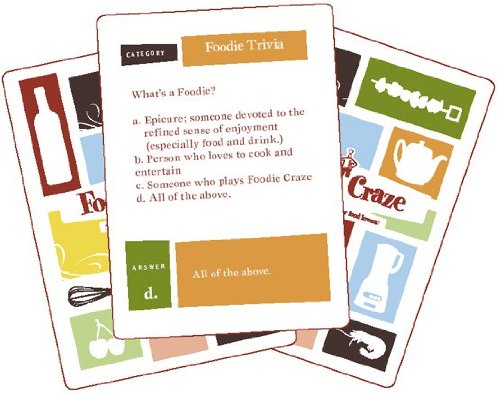 CATEGORY
Foodie Trivia
What's a Foodie?
a. Epicure; someone devoted to the
refined sense of enjoyment
(especially food and drink.)
b. Person who loves to cook and
entertain
c. Someone who plays Foodie Craze
d. All of the above.
ANSWER
d.
All of the above.
Fo
Craze
r food lovers